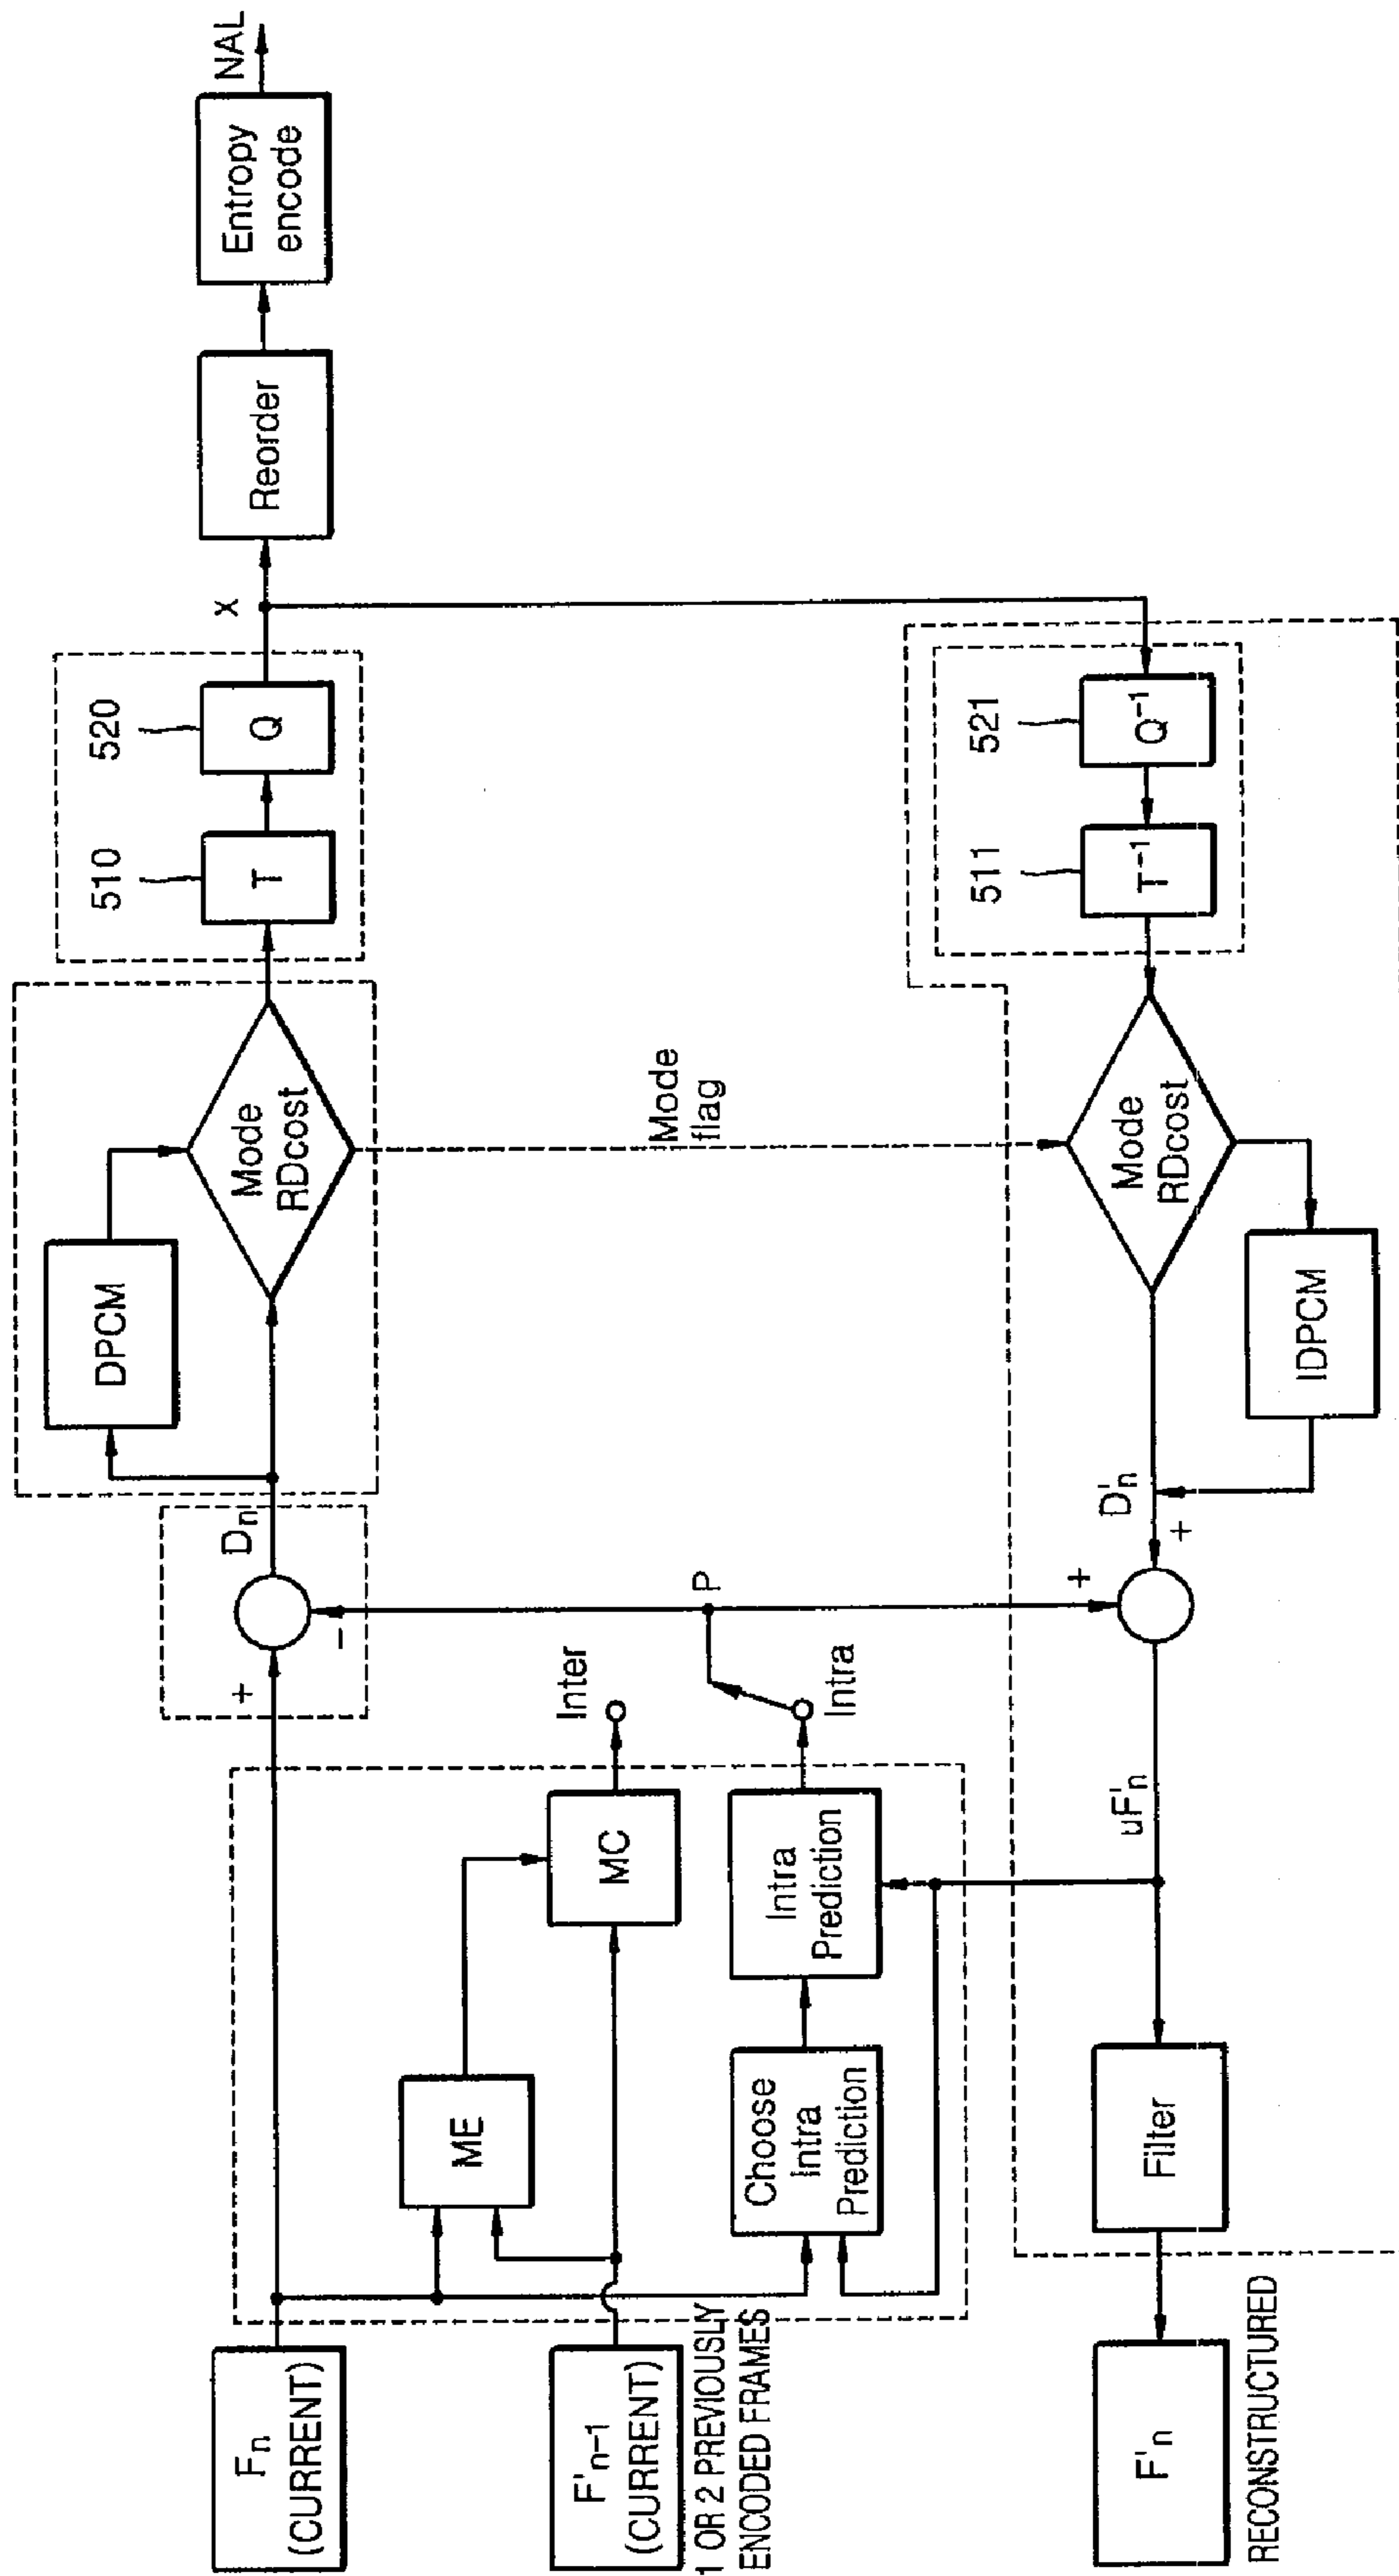 F_n
(CURRENT)
F'_n-1
(CURRENT)
1 OR 2 PREVIOUSLY
ENCODED FRAMES
ME
MC
Inter
Choose
Intra
Prediction
Intra
Prediction
Intra
P
+
-
D_n
DPCM
Mode
RDcost
510
T
520
Q
X
Reorder
Entropy
encode
NAL
Mode
flag
521
Q^-1
511
T^-1
Mode
RDcost
IDPCM
D'_n
+
+
uF'_n
Filter
F'_n
RECONSTRUCTURED